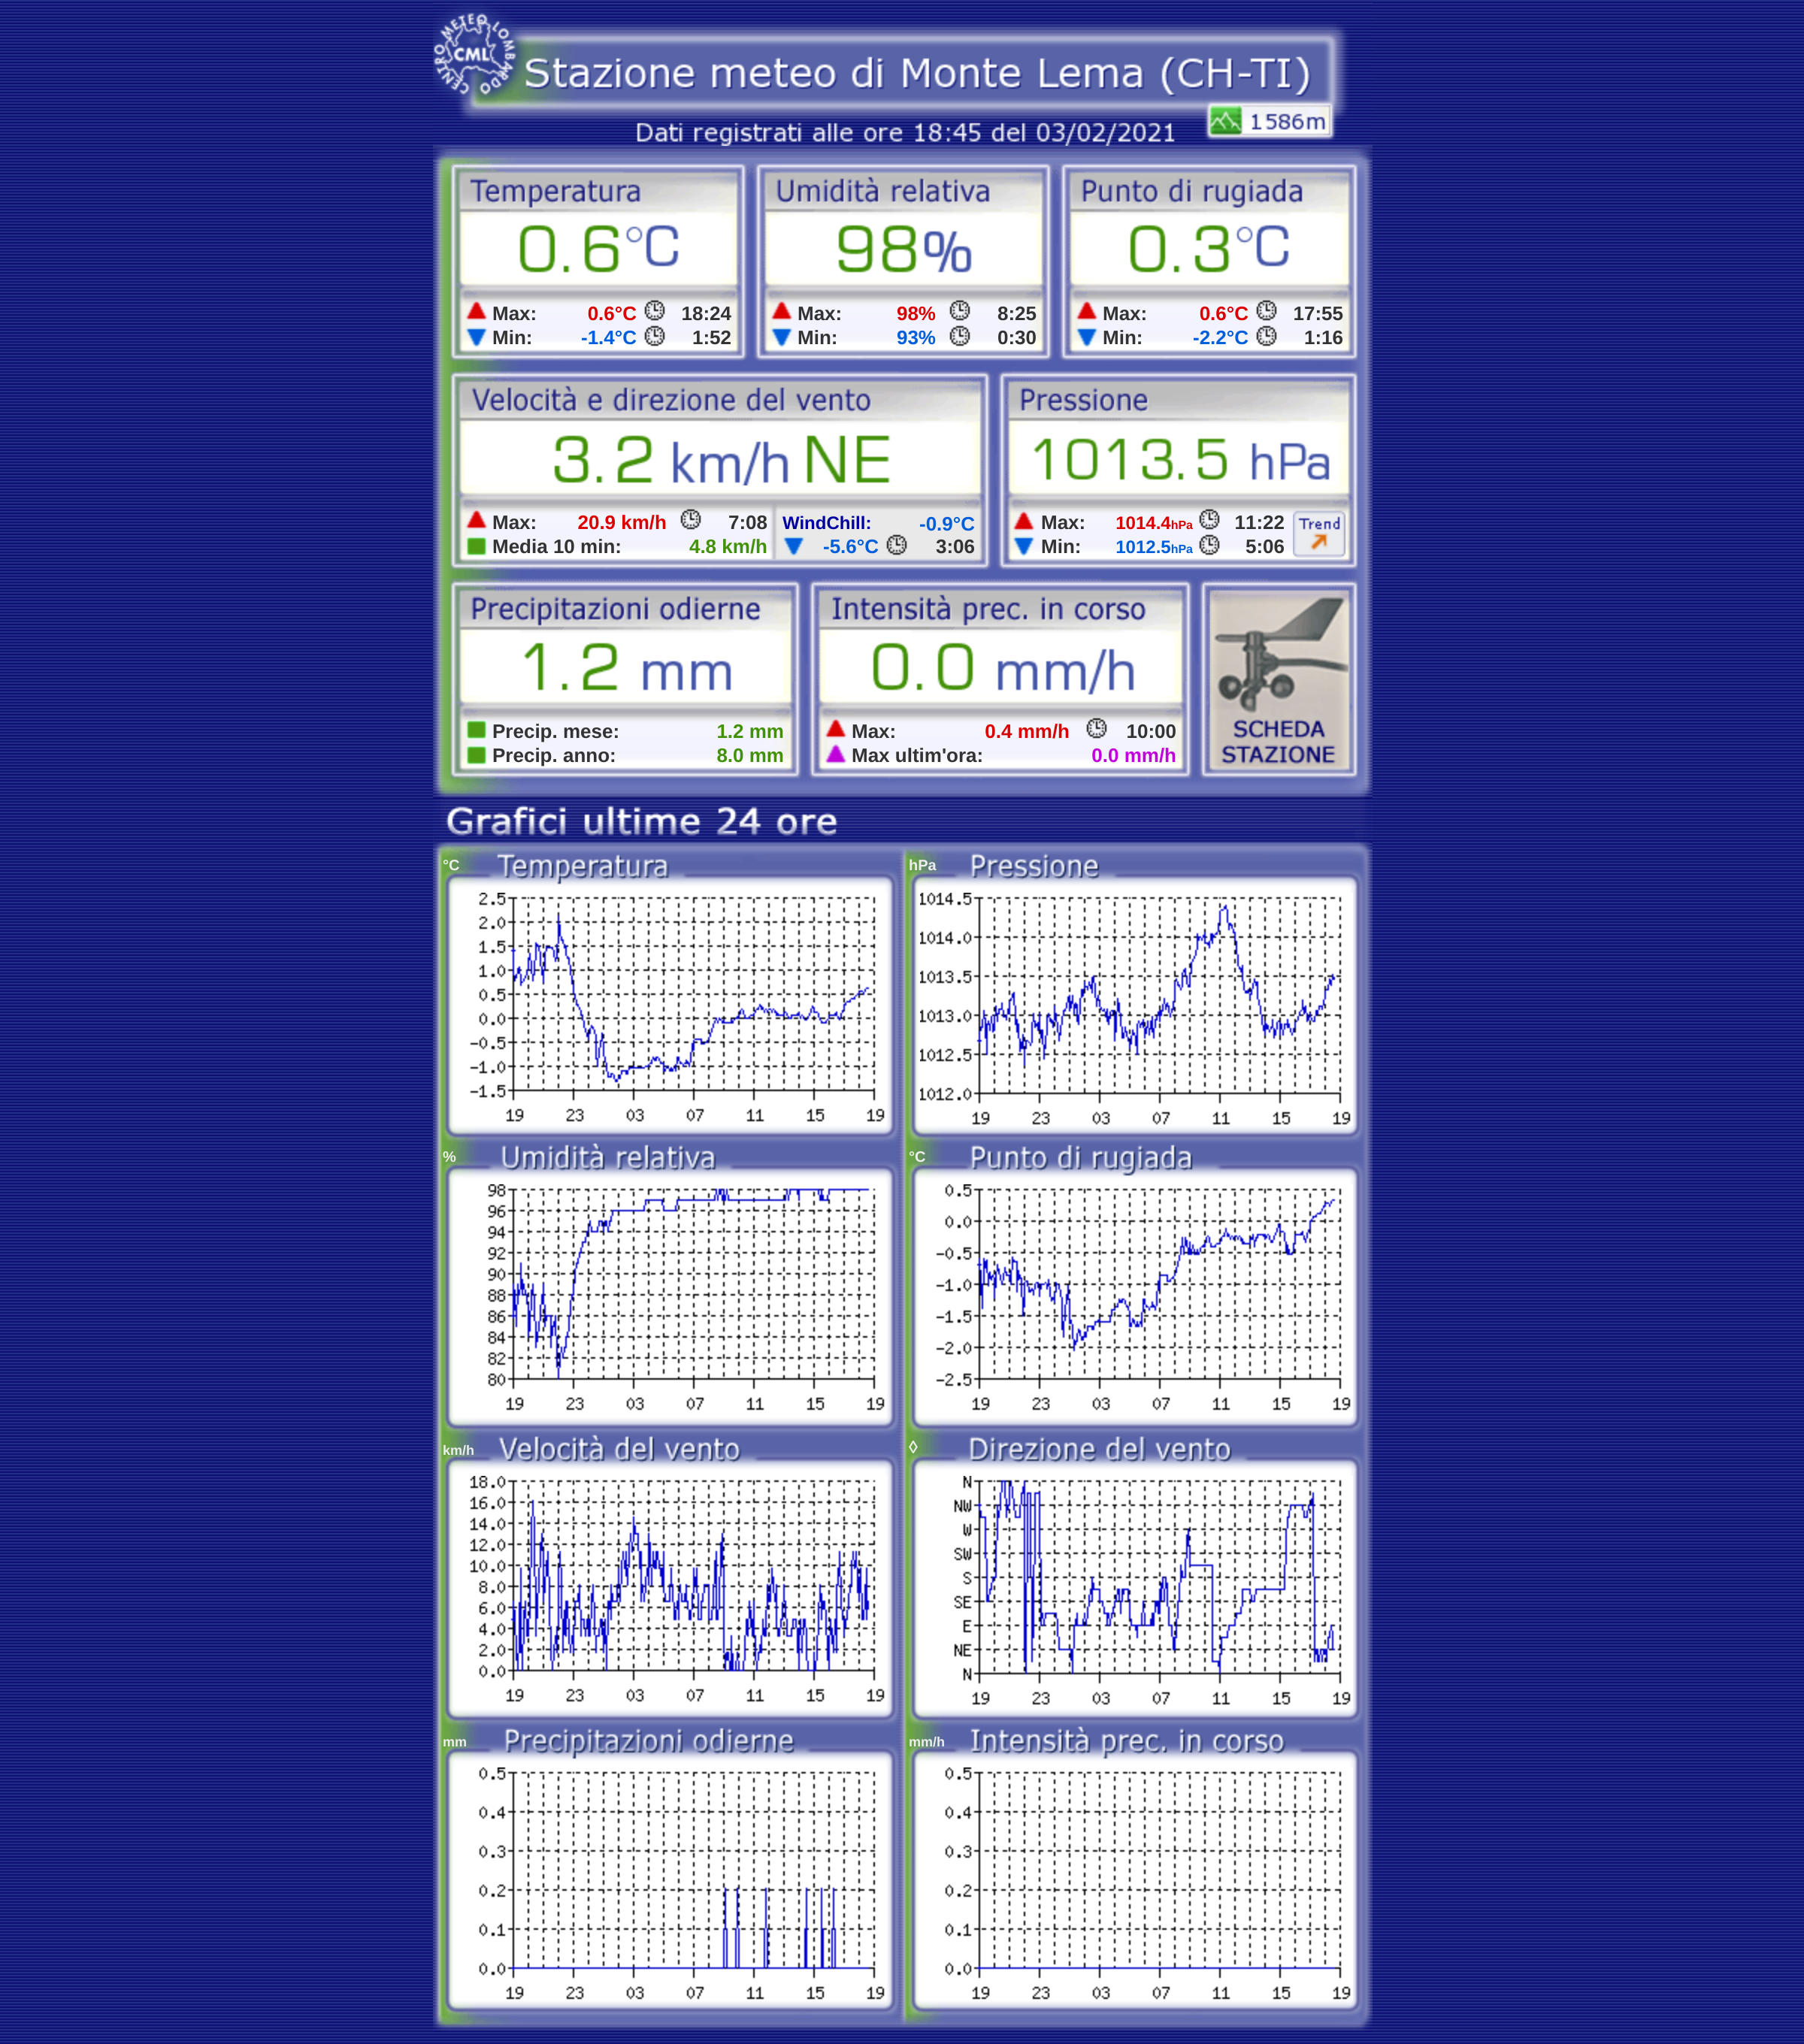 CENTRO METEO LOMBARDO
CML
Stazione meteo di Monte Lema (CH-TI)
Dati registrati alle ore 18:45 del 03/02/2021
1586m
Temperatura
0.6°C
Max: 0.6°C 18:24
Min: -1.4°C 1:52
Umidità relativa
98%
Max: 98% 8:25
Min: 93% 0:30
Punto di rugiada
0.3°C
Max: 0.6°C 17:55
Min: -2.2°C 1:16
Velocità e direzione del vento
3.2 km/h NE
Max: 20.9 km/h 7:08
Media 10 min: 4.8 km/h
WindChill: -0.9°C
-5.6°C 3:06
Pressione
1013.5 hPa
Max: 1014.4hPa 11:22
Min: 1012.5hPa 5:06
Trend
Precipitazioni odierne
1.2 mm
Precip. mese: 1.2 mm
Precip. anno: 8.0 mm
Intensità prec. in corso
0.0 mm/h
Max: 0.4 mm/h 10:00
Max ultim'ora: 0.0 mm/h
SCHEDA
STAZIONE
Grafici ultime 24 ore
°C Temperatura
2.5
2.0
1.5
1.0
0.5
0.0
-0.5
-1.0
-1.5
19 23 03 07 11 15 19
hPa Pressione
1014.5
1014.0
1013.5
1013.0
1012.5
1012.0
19 23 03 07 11 15 19
% Umidità relativa
98
96
94
92
90
88
86
84
82
80
19 23 03 07 11 15 19
°C Punto di rugiada
0.5
0.0
-0.5
-1.0
-1.5
-2.0
-2.5
19 23 03 07 11 15 19
km/h Velocità del vento
18.0
16.0
14.0
12.0
10.0
8.0
6.0
4.0
2.0
0.0
19 23 03 07 11 15 19
◊ Direzione del vento
N
NW
W
SW
S
SE
E
NE
N
19 23 03 07 11 15 19
mm Precipitazioni odierne
0.5
0.4
0.3
0.2
0.1
0.0
19 23 03 07 11 15 19
mm/h Intensità prec. in corso
0.5
0.4
0.3
0.2
0.1
0.0
19 23 03 07 11 15 19